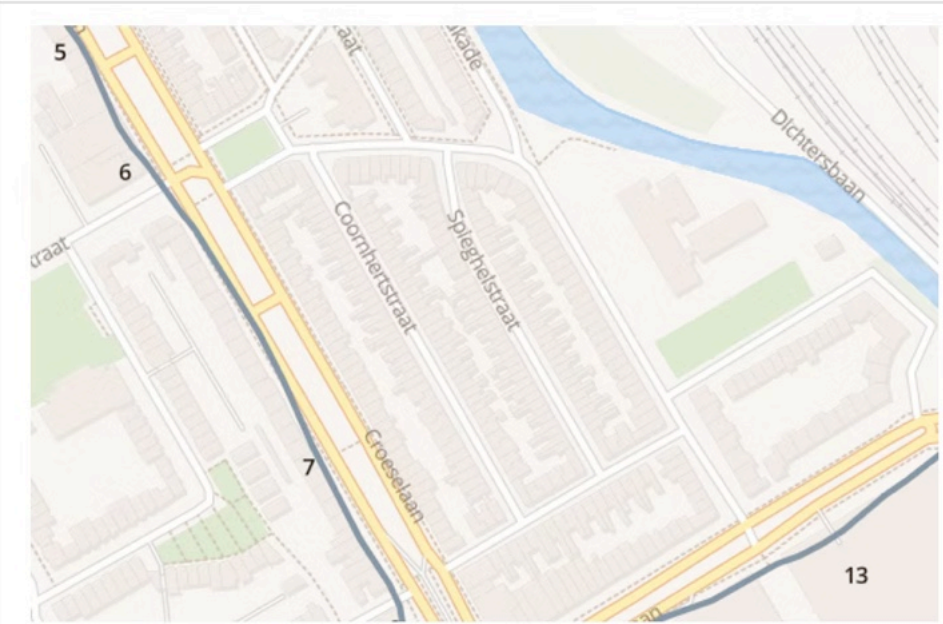 5
6
Dichtersbaan
Coornhertstraat
Spieghelstraat
7
Croeselaan
13